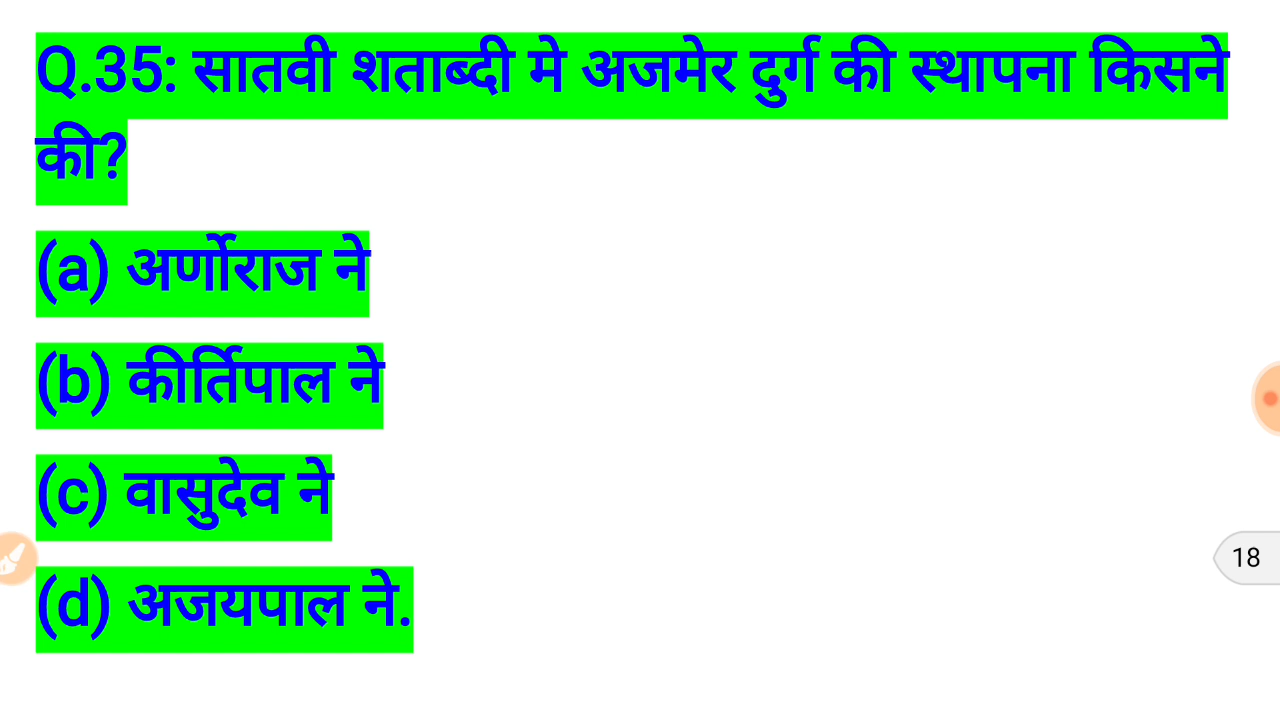 Q.35: सातवी शताब्दी मे अजमेर दुर्ग की स्थापना किसने
की?
(a) अर्णोराज ने
(b) कीर्तिपाल ने
(c) वासुदेव ने
(d) अजयपाल ने.
18